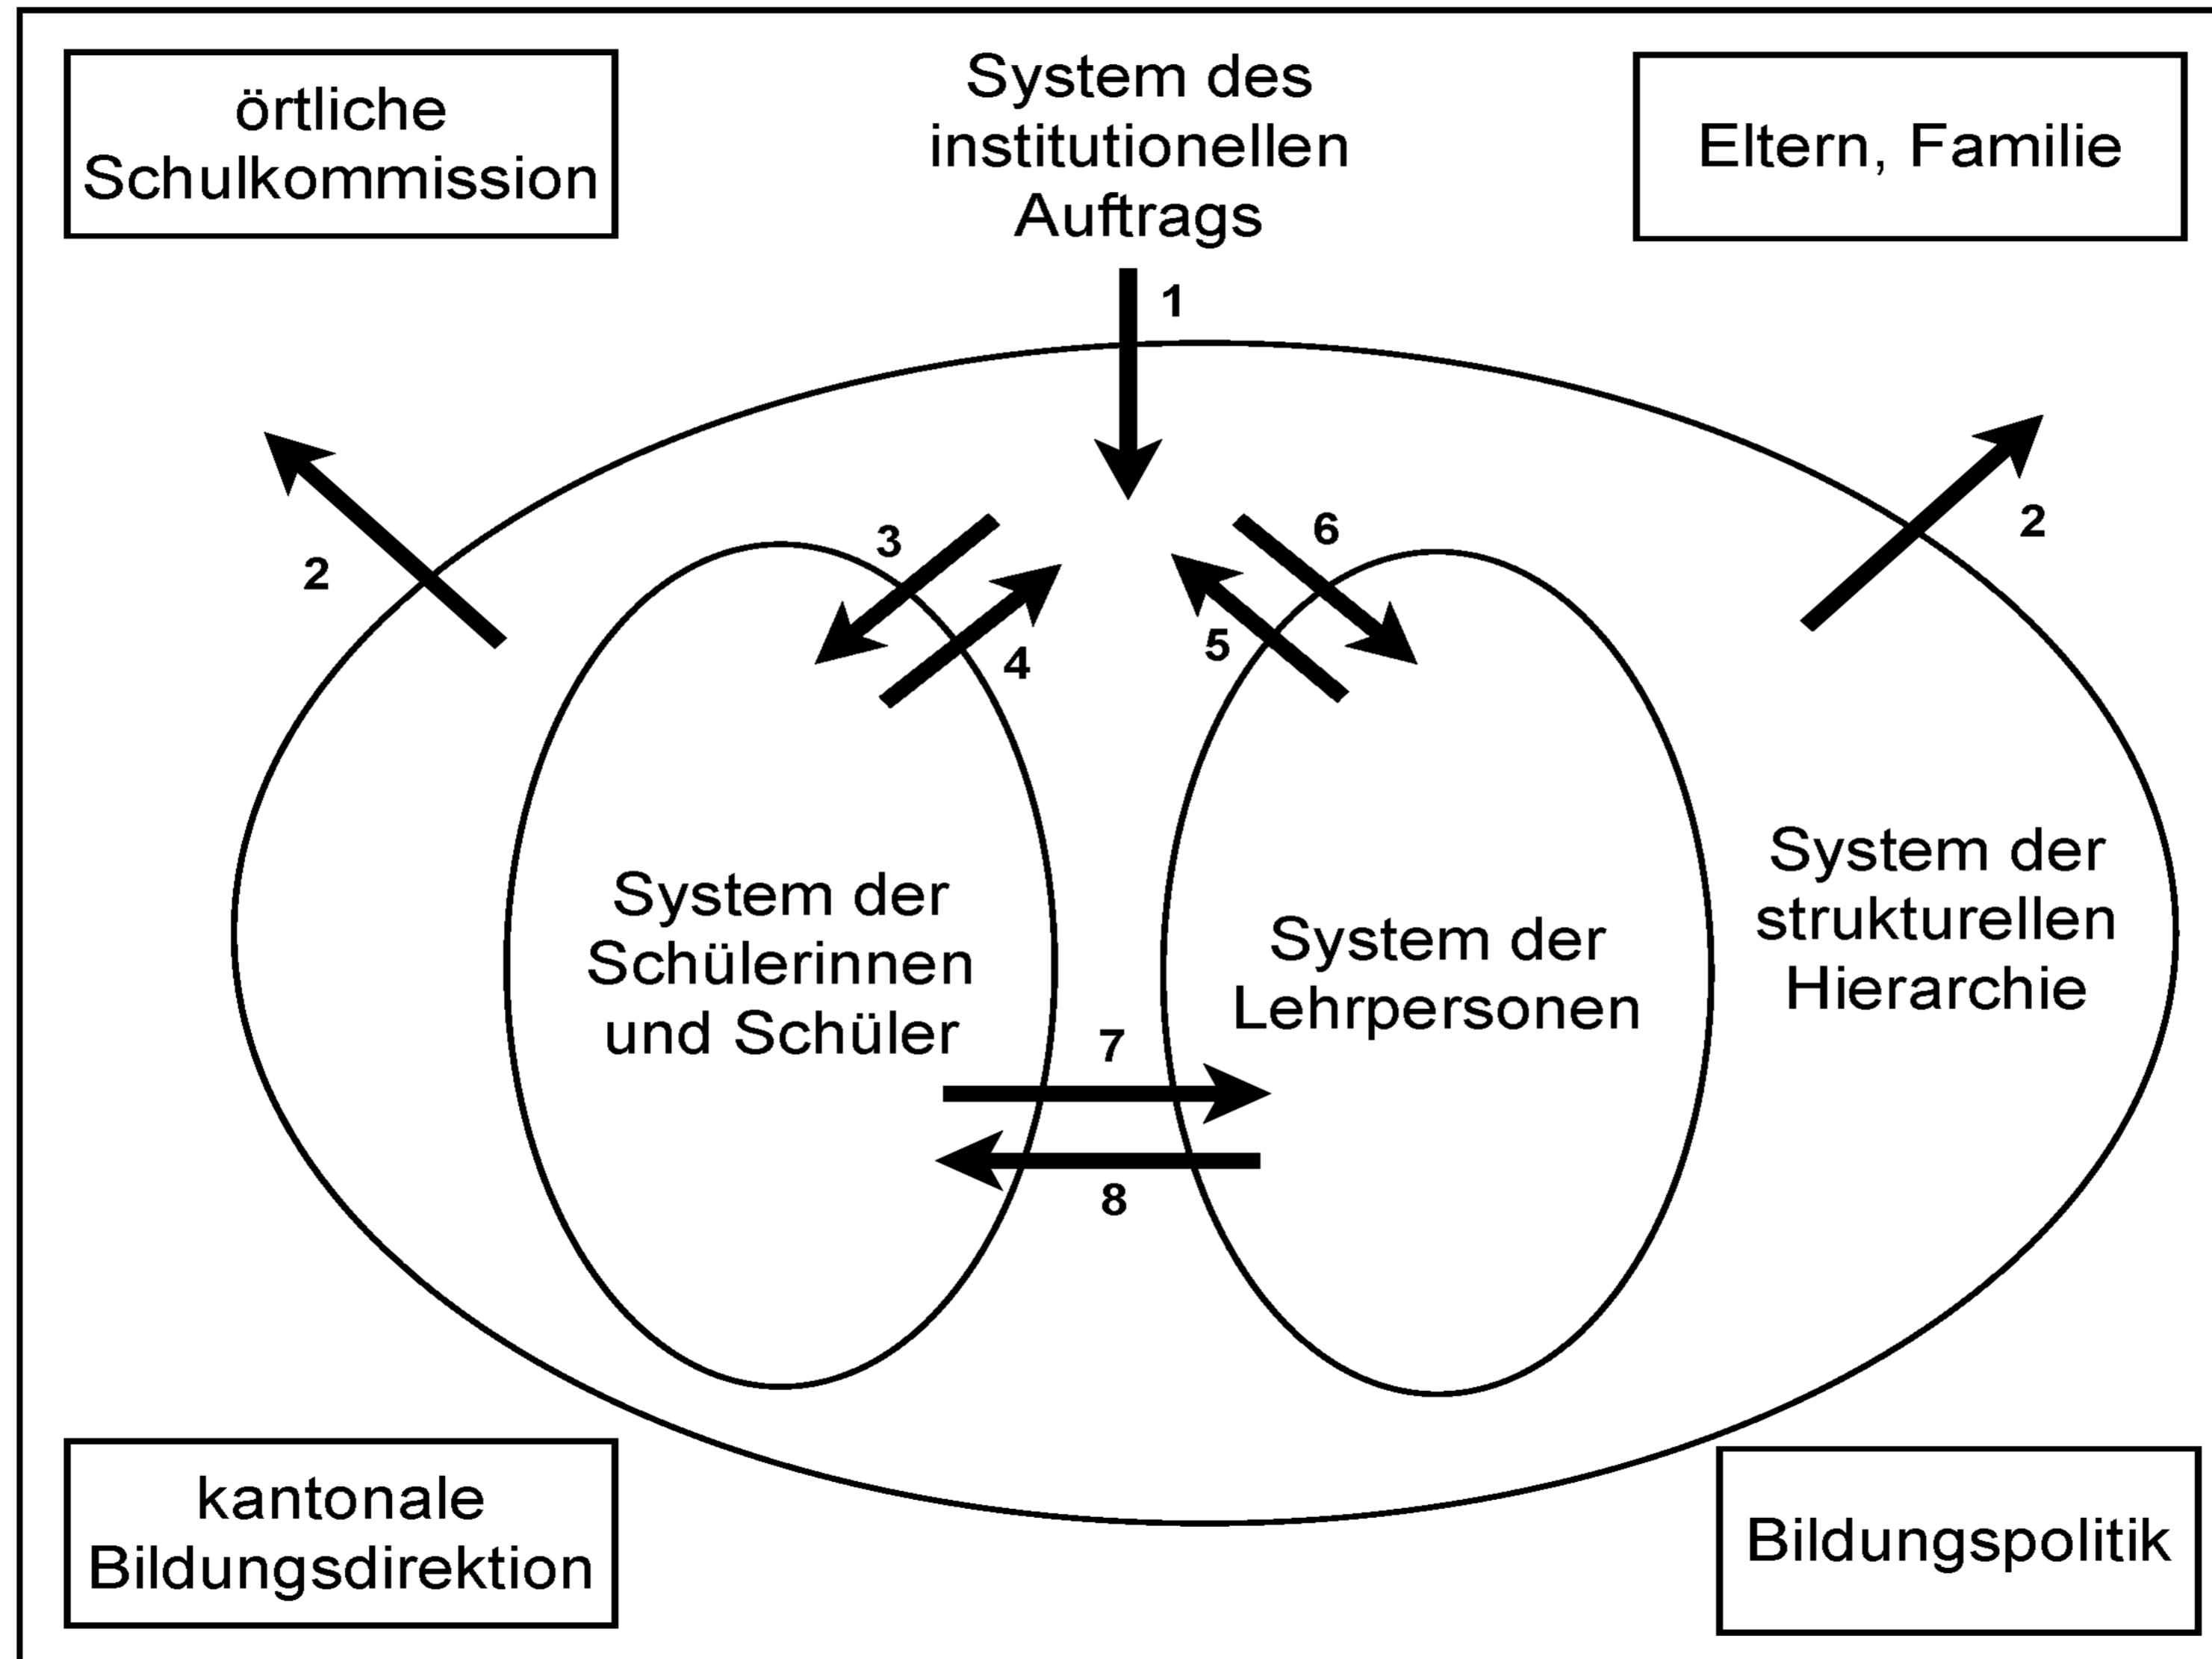 örtliche
Schulkommission
System des
institutionellen
Auftrags
Eltern, Familie
1
2
2
3
4
5
6
System der
Schülerinnen
und Schüler
System der
Lehrpersonen
System der
strukturellen
Hierarchie
7
8
kantonale
Bildungsdirektion
Bildungspolitik